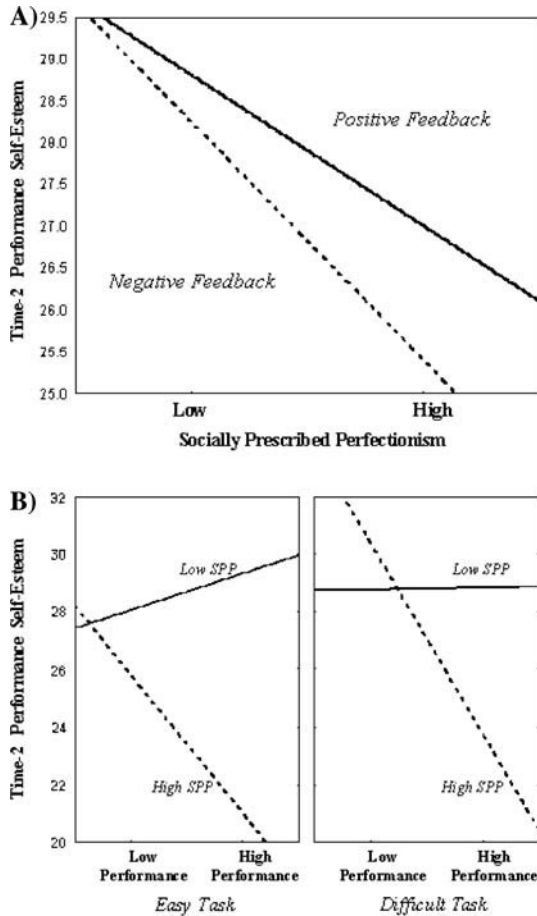 A)
Time-2 Performance Self-Esteem
29.5
29.0
28.5
28.0
27.5
27.0
26.5
26.0
25.5
25.0
Positive Feedback
Negative Feedback
Low High
Socially Prescribed Perfectionism
B)
Time-2 Performance Self-Esteem
32
30
28
26
24
22
20
Low SPP
High SPP
Low High
Performance Performance
Easy Task
Low SPP
High SPP
Low High
Performance Performance
Difficult Task